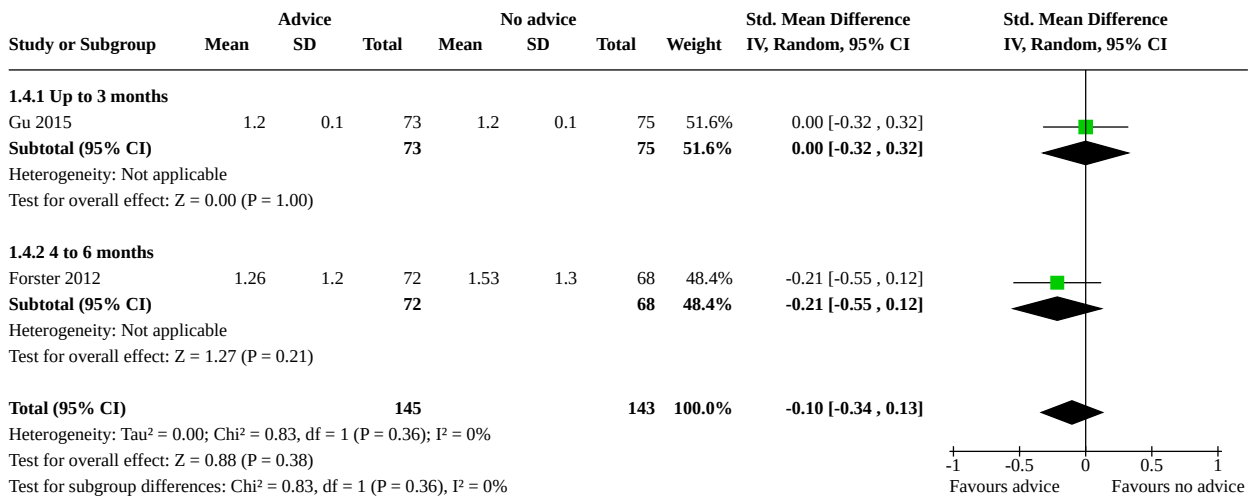 Advice No advice Std. Mean Difference Std. Mean Difference
Study or Subgroup Mean SD Total Mean SD Total Weight IV, Random, 95% CI IV, Random, 95% CI
1.4.1 Up to 3 months
Gu 2015 1.2 0.1 73 1.2 0.1 75 51.6% 0.00 [-0.32 , 0.32]
Subtotal (95% CI) 73 75 51.6% 0.00 [-0.32 , 0.32]
Heterogeneity: Not applicable
Test for overall effect: Z = 0.00 (P = 1.00)
1.4.2 4 to 6 months
Forster 2012 1.26 1.2 72 1.53 1.3 68 48.4% -0.21 [-0.55 , 0.12]
Subtotal (95% CI) 72 68 48.4% -0.21 [-0.55 , 0.12]
Heterogeneity: Not applicable
Test for overall effect: Z = 1.27 (P = 0.21)
Total (95% CI) 145 143 100.0% -0.10 [-0.34 , 0.13]
Heterogeneity: Tau² = 0.00; Chi² = 0.83, df = 1 (P = 0.36); I² = 0%
Test for overall effect: Z = 0.88 (P = 0.38)
-1 -0.5 0 0.5 1
Test for subgroup differences: Chi² = 0.83, df = 1 (P = 0.36), I² = 0% Favours advice Favours no advice